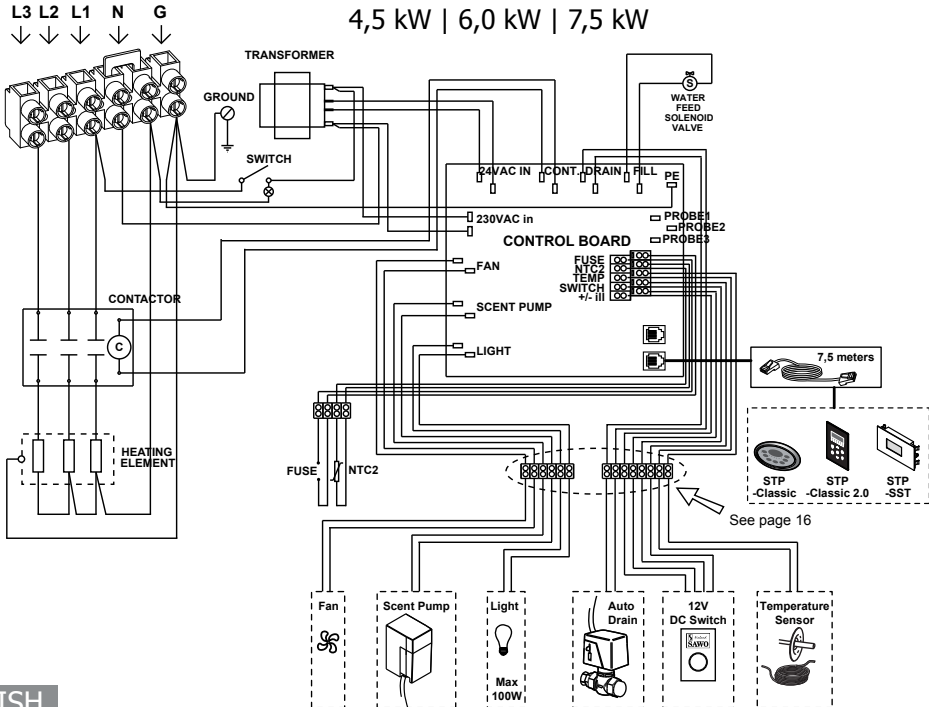 4,5 kW | 6,0 kW | 7,5 kW
L3 L2 L1 N G
TRANSFORMER
GROUND
SWITCH
WATER
FEED
SOLENOID
VALVE
24VAC IN CONT. DRAIN FILL
PE
230VAC in
PROBE1
PROBE2
PROBE3
CONTROL BOARD
FAN
FUSE
NTC2
TEMP
SWITCH
+/- ill
SCENT PUMP
LIGHT
CONTACTOR
C
7,5 meters
HEATING
ELEMENT
FUSE
NTC2
STP
-Classic
STP
-Classic 2.0
STP
-SST
See page 16
Fan
Scent Pump
Light
Max
100W
Auto
Drain
12V
DC Switch
SAWO
Temperature
Sensor
S
ISH